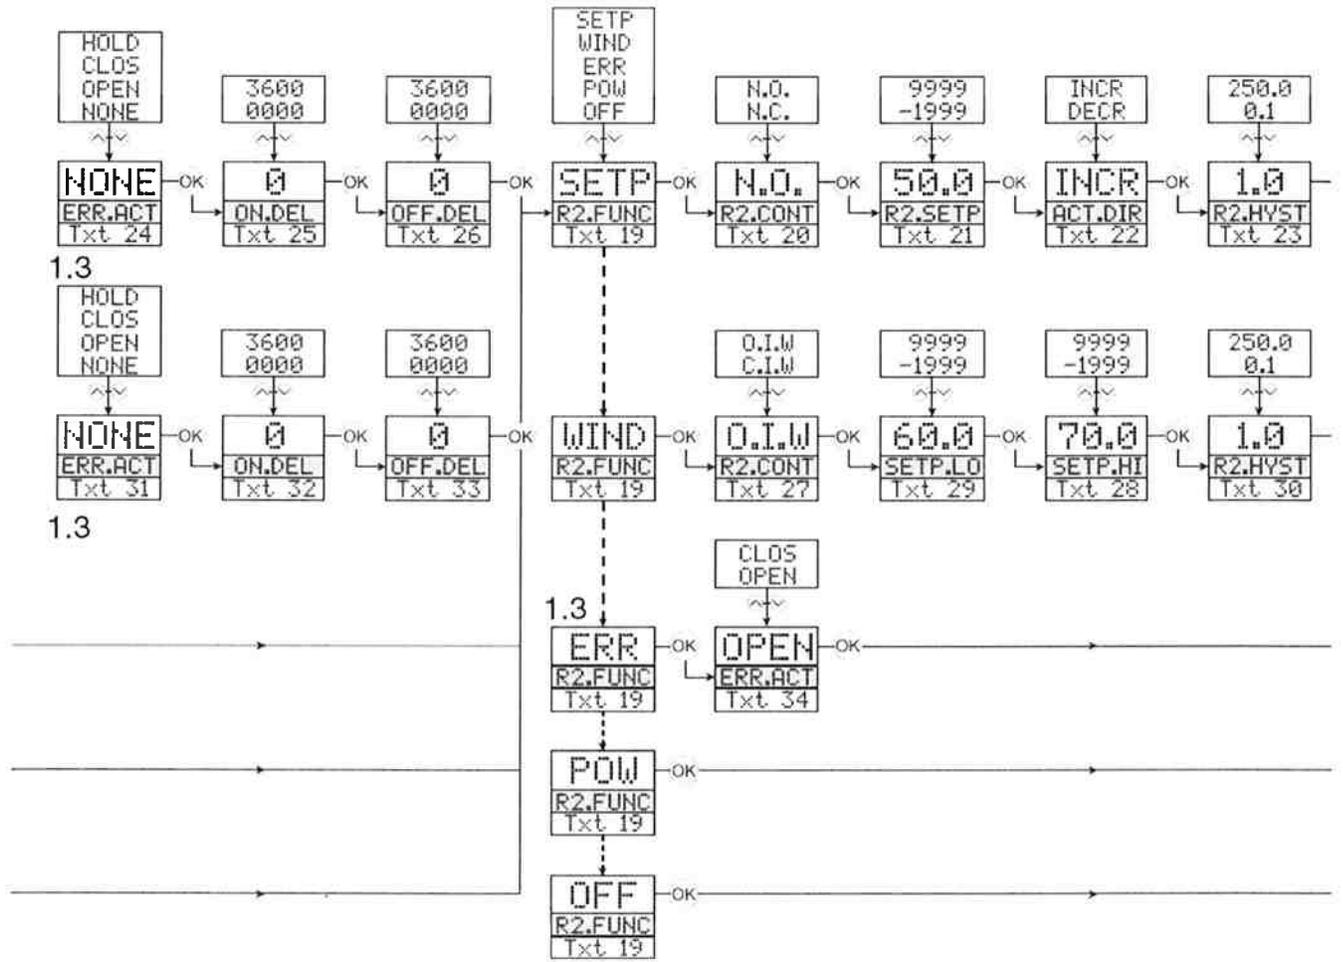 SETP
WIND
ERR
POW
OFF
HOLD
CLOS
OPEN
NONE
3600
0000
3600
0000
N.O.
N.C.
9999
-1999
INCR
DECR
250.0
0.1
NONE OK 0 OK 0 OK SETP OK N.O. OK 50.0 OK INCR OK 1.0
ERR.ACT ON.DEL OFF.DEL R2.FUNC R2.CONT R2.SETP ACT.DIR R2.HYST
Txt 24 Txt 25 Txt 26 Txt 19 Txt 20 Txt 21 Txt 22 Txt 23
1.3
HOLD
CLOS
OPEN
NONE
3600
0000
3600
0000
O.I.W
C.I.W
9999
-1999
9999
-1999
250.0
0.1
NONE OK 0 OK 0 OK WIND OK O.I.W OK 60.0 OK 70.0 OK 1.0
ERR.ACT ON.DEL OFF.DEL R2.FUNC R2.CONT SETP.LO SETP.HI R2.HYST
Txt 31 Txt 32 Txt 33 Txt 19 Txt 27 Txt 29 Txt 28 Txt 30
1.3
CLOS
OPEN
1.3
ERR OK OPEN OK
R2.FUNC ERR.ACT
Txt 19 Txt 34
POW OK
R2.FUNC
Txt 19
OFF OK
R2.FUNC
Txt 19